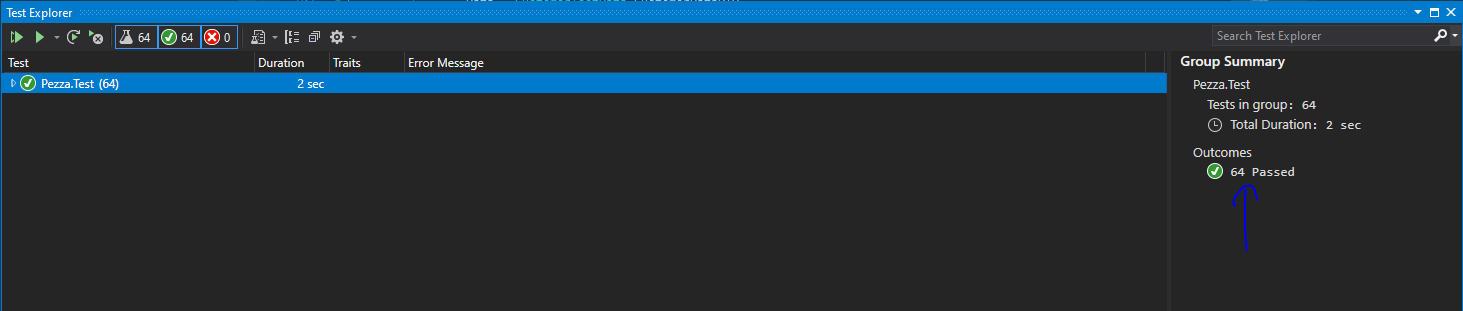 Test Explorer
64 64 0
Search Test Explorer
Test Duration Traits Error Message
Pezza.Test (64) 2 sec
Group Summary
Pezza.Test
Tests in group: 64
Total Duration: 2 sec
Outcomes
64 Passed